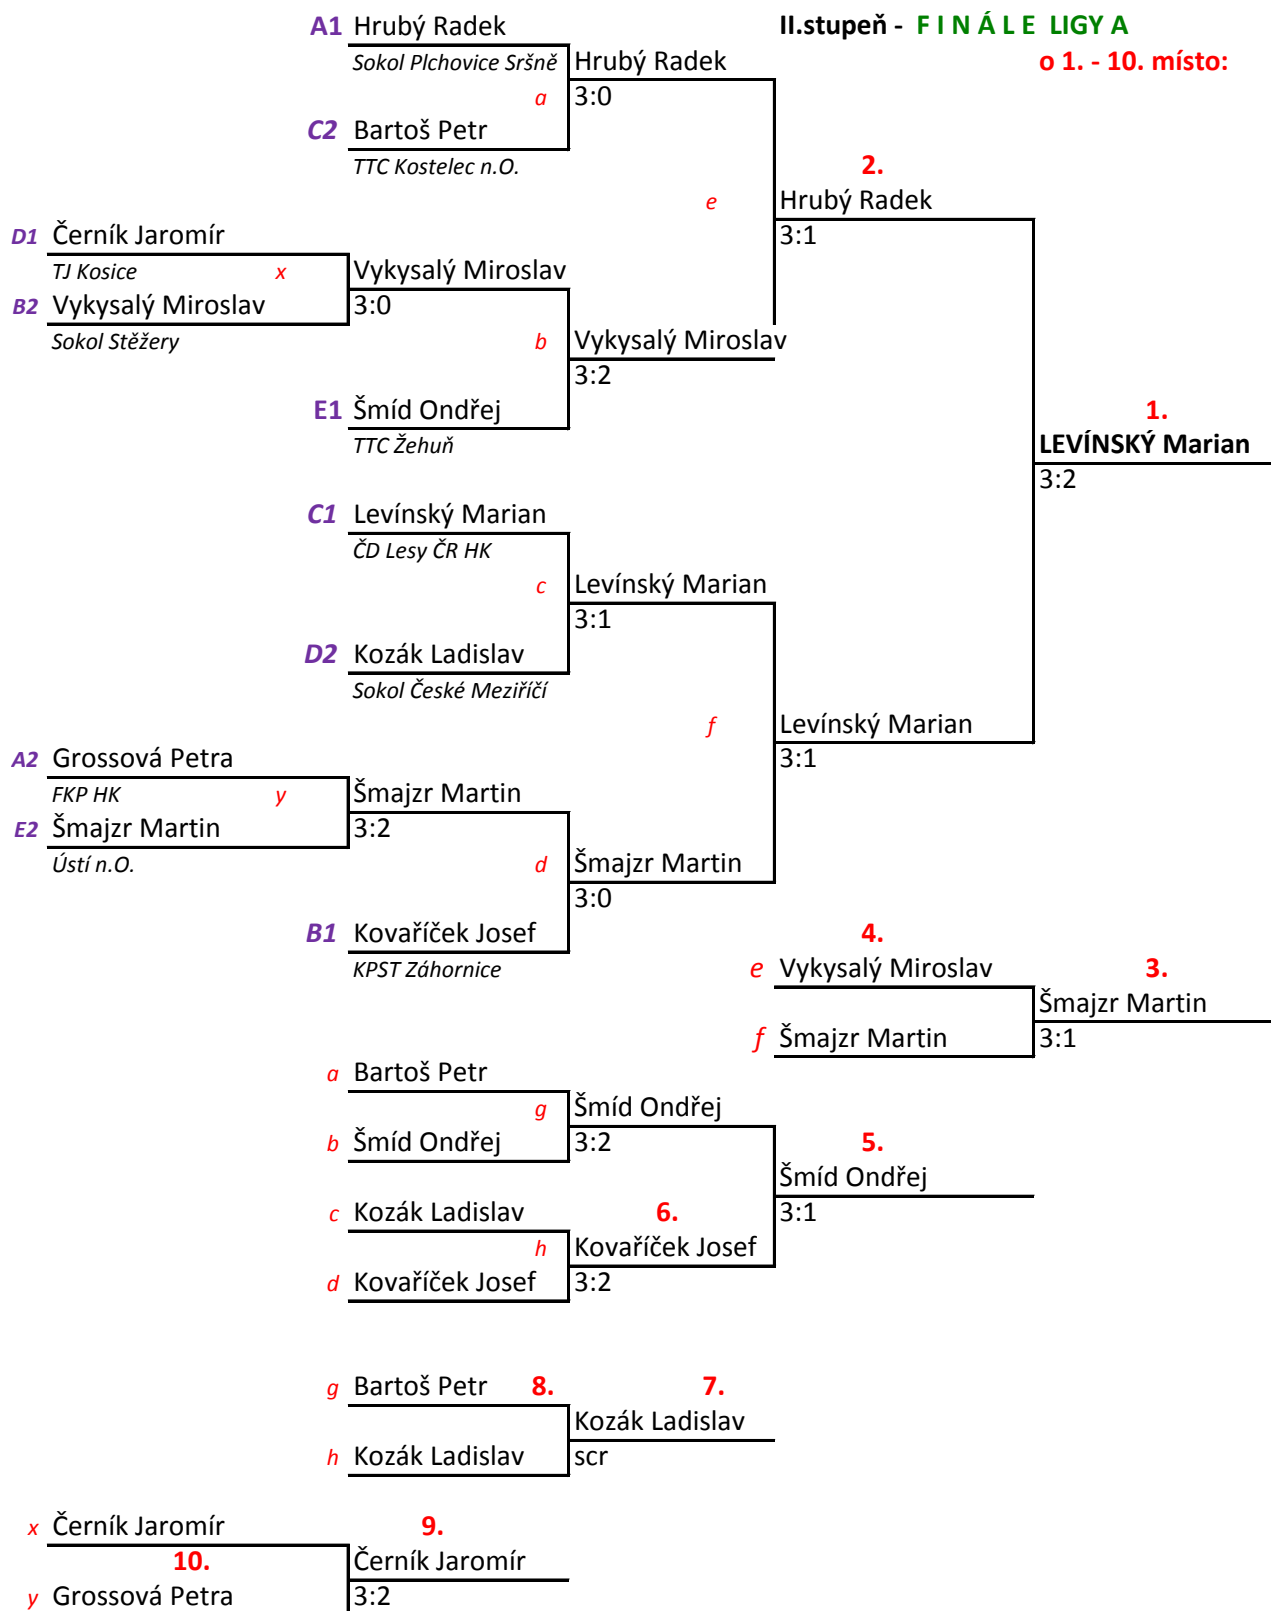 A1 Hrubý Radek
II.stupeň - F I N Á L E LIGY A
Sokol Plchovice Sršně
Hrubý Radek
o 1. - 10. místo:
a
3:0
C2 Bartoš Petr
TTC Kostelec n.O.
2.
e
Hrubý Radek
D1 Černík Jaromír
3:1
TJ Kosice
x
Vykysalý Miroslav
B2 Vykysalý Miroslav
3:0
Sokol Stěžery
b
Vykysalý Miroslav
3:2
E1 Šmíd Ondřej
1.
TTC Žehuň
LEVÍNSKÝ Marian
3:2
C1 Levínský Marian
ČD Lesy ČR HK
c
Levínský Marian
3:1
D2 Kozák Ladislav
Sokol České Meziříčí
f
Levínský Marian
A2 Grossová Petra
3:1
FKP HK
y
Šmajzr Martin
E2 Šmajzr Martin
3:2
Ústí n.O.
d
Šmajzr Martin
3:0
B1 Kovaříček Josef
4.
KPST Záhornice
e Vykysalý Miroslav
3.
Šmajzr Martin
f Šmajzr Martin
3:1
a Bartoš Petr
g
Šmíd Ondřej
b Šmíd Ondřej
3:2
5.
Šmíd Ondřej
c Kozák Ladislav
6.
3:1
h
Kovaříček Josef
d Kovaříček Josef
3:2
g Bartoš Petr
8.
7.
Kozák Ladislav
h Kozák Ladislav
scr
x Černík Jaromír
9.
10.
Černík Jaromír
y Grossová Petra
3:2